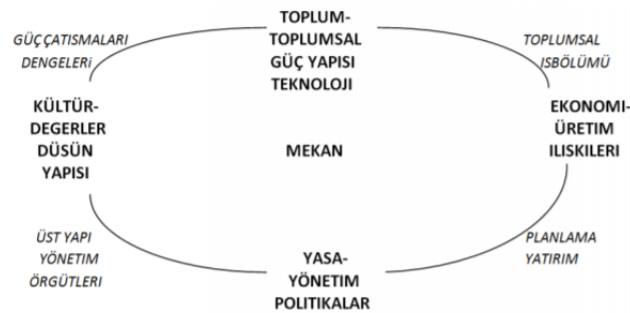 TOPLUM-
TOPLUMSAL
GÜÇ YAPISI
TEKNOLOJI
GÜÇ ÇATISMALARI
DENGELERi
TOPLUMSAL
ISBÖLÜMÜ
KÜLTÜR-
DEGERLER
DÜSÜN
YAPISI
MEKAN
EKONOMI-
ÜRETIM
ILISKILERI
ÜST YAPI
YÖNETIM
ÖRGÜTLERI
YASA-
YÖNETIM
POLITIKALAR
PLANLAMA
YATIRIM